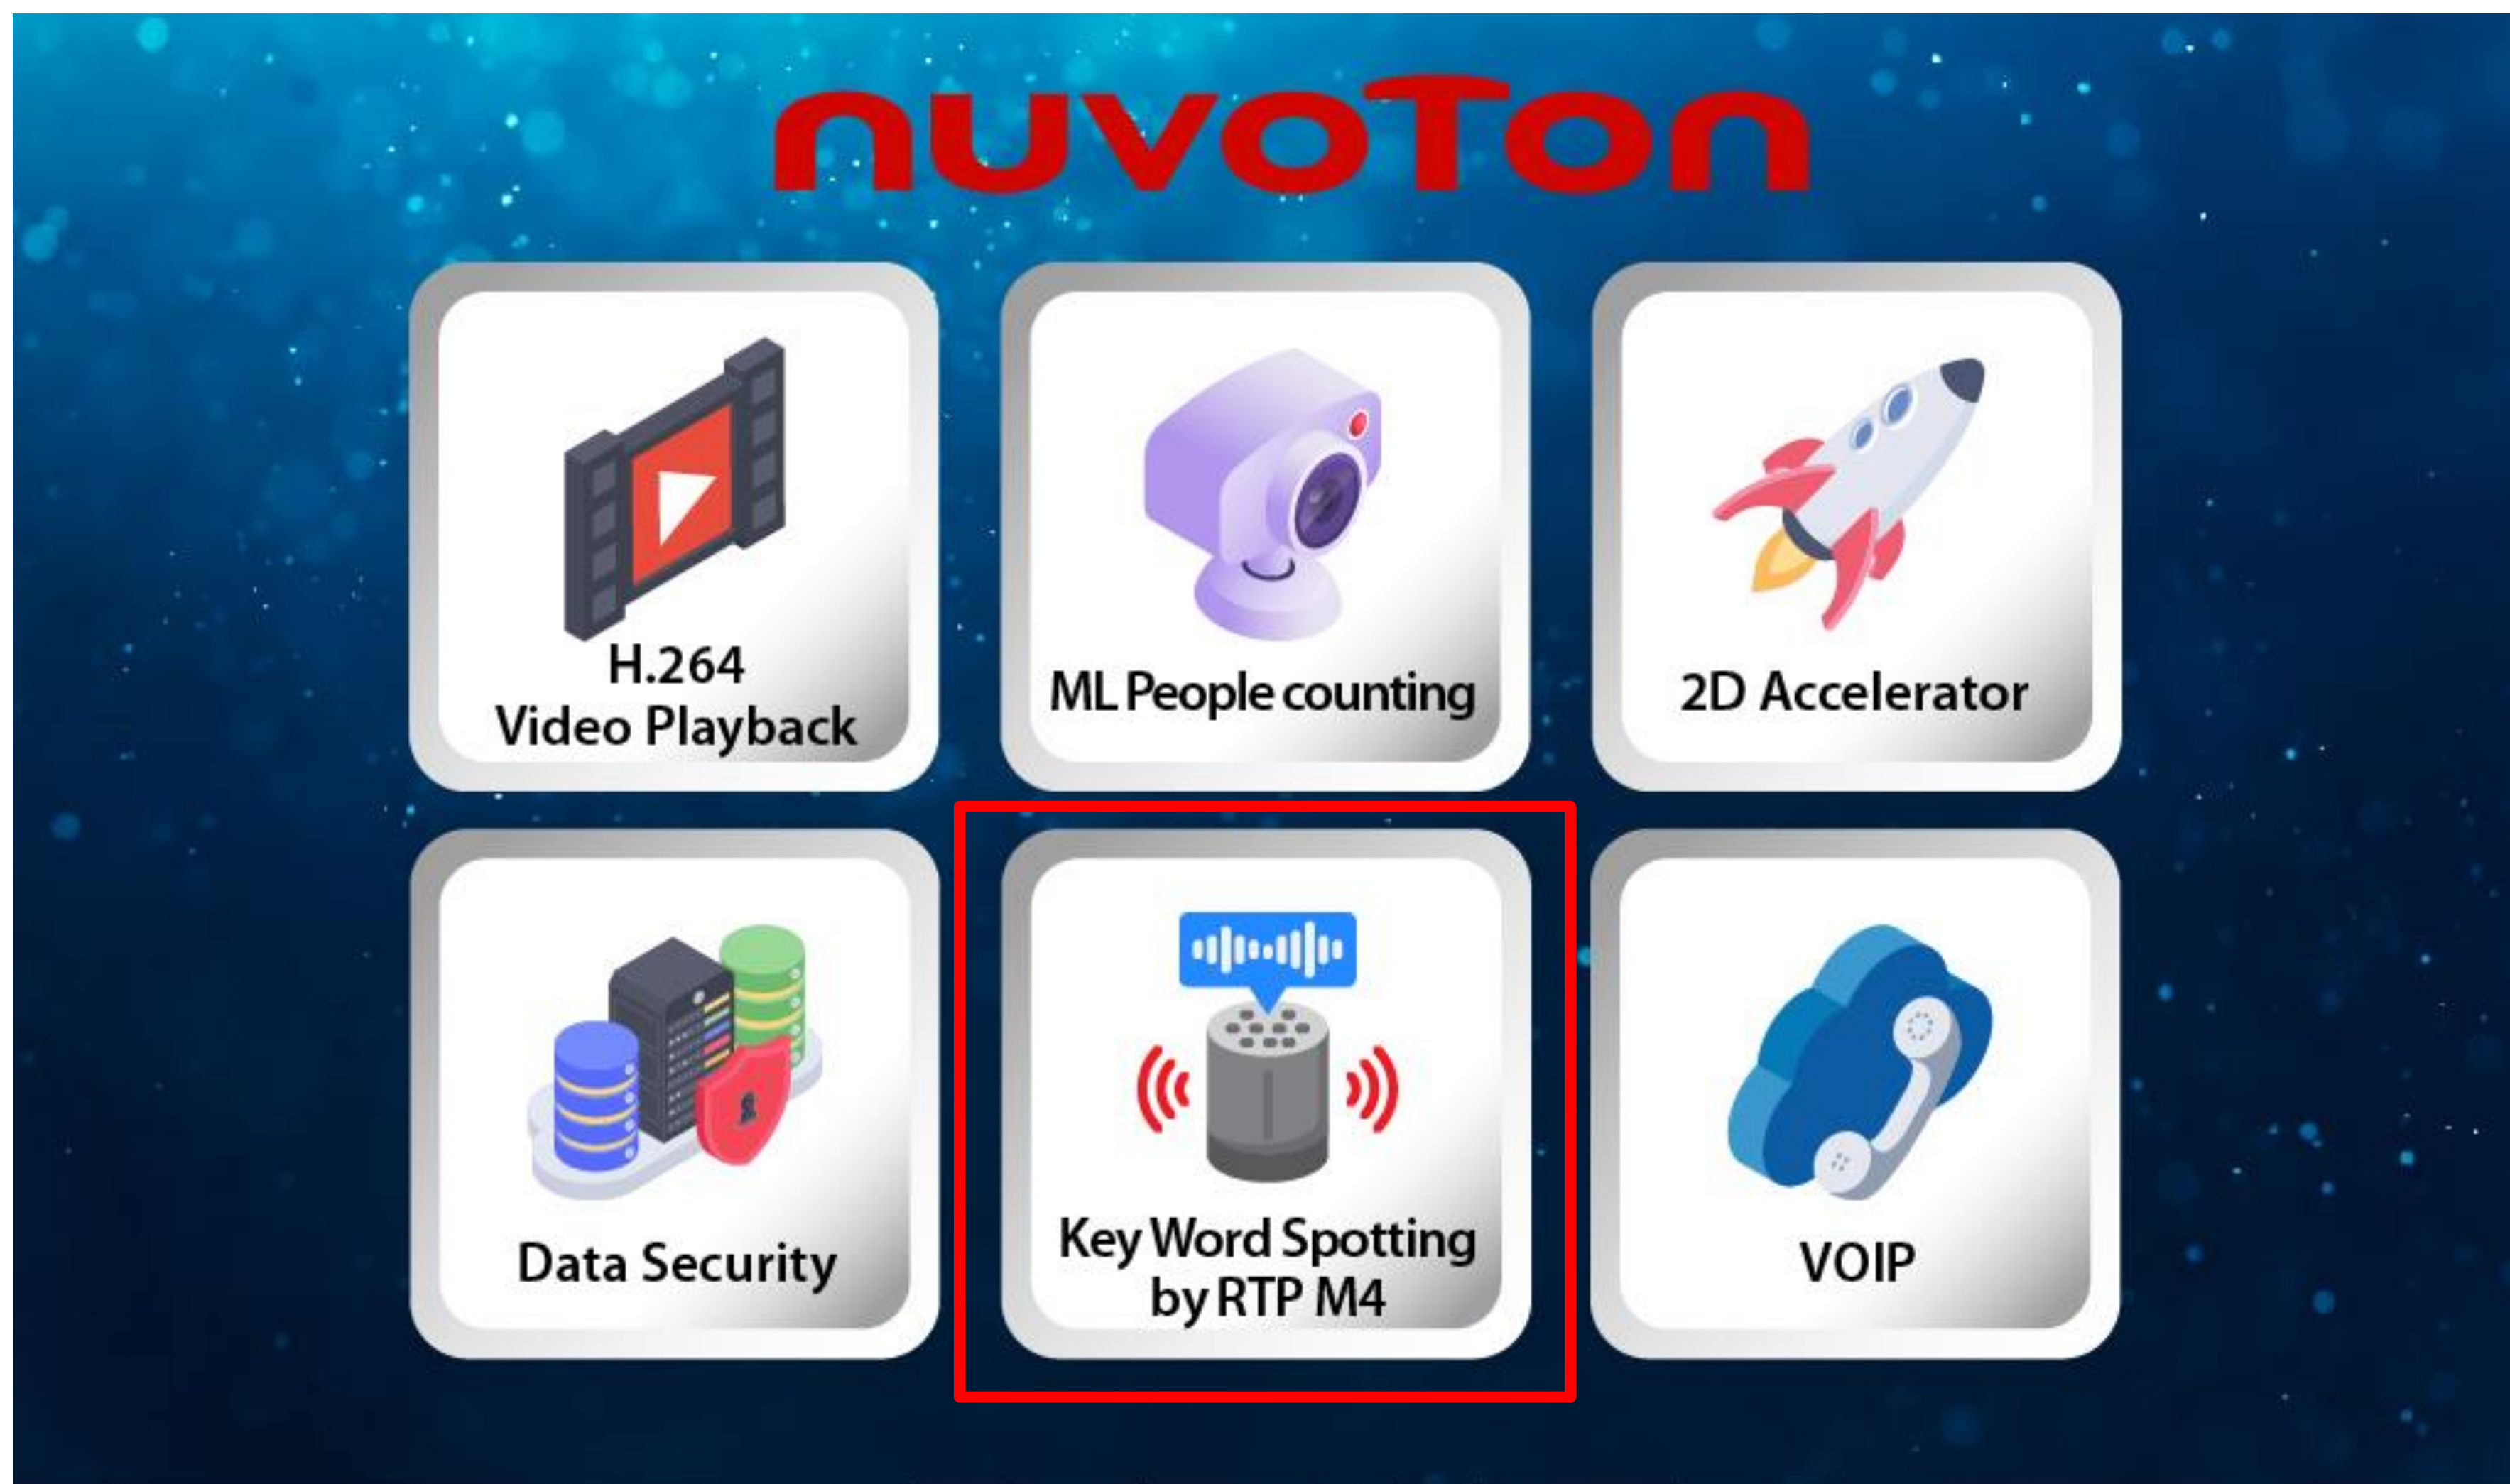 nuvoTon
H.264
Video Playback
ML People counting
2D Accelerator
Data Security
Key Word Spotting
by RTP M4
VOIP